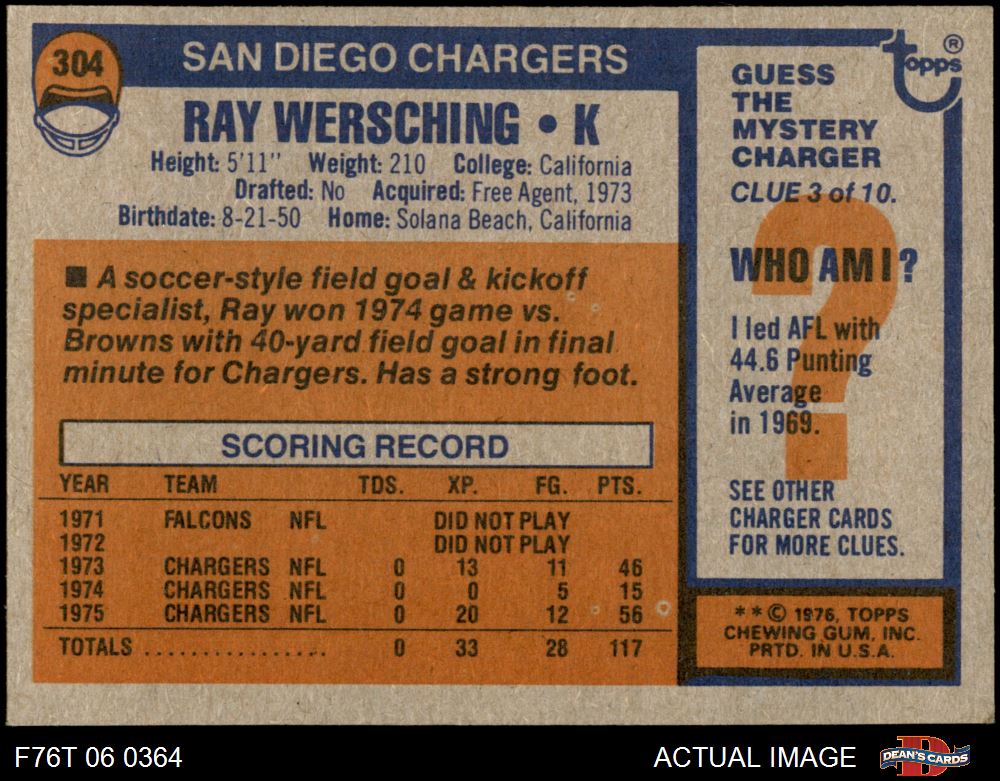 304
SAN DIEGO CHARGERS
RAY WERSCHING • K
Height: 5'11" Weight: 210 College: California
Drafted: No Acquired: Free Agent, 1973
Birthdate: 8-21-50 Home: Solana Beach, California
■ A soccer-style field goal & kickoff
specialist, Ray won 1974 game vs.
Browns with 40-yard field goal in final
minute for Chargers. Has a strong foot.
SCORING RECORD
YEAR TEAM TDS. XP. FG. PTS.
1971 FALCONS NFL DID NOT PLAY
1972 DID NOT PLAY
1973 CHARGERS NFL 0 13 11 46
1974 CHARGERS NFL 0 0 5 15
1975 CHARGERS NFL 0 20 12 56
TOTALS .................. 0 33 28 117
topps ®
GUESS
THE
MYSTERY
CHARGER
CLUE 3 of 10.
?
WHO AM I?
I led AFL with
44.6 Punting
Average
in 1969.
SEE OTHER
CHARGER CARDS
FOR MORE CLUES.
* * © 1976, TOPPS
CHEWING GUM, INC.
PRTD. IN U.S.A.
F76T 06 0364
ACTUAL IMAGE
D
DEAN'S CARDS